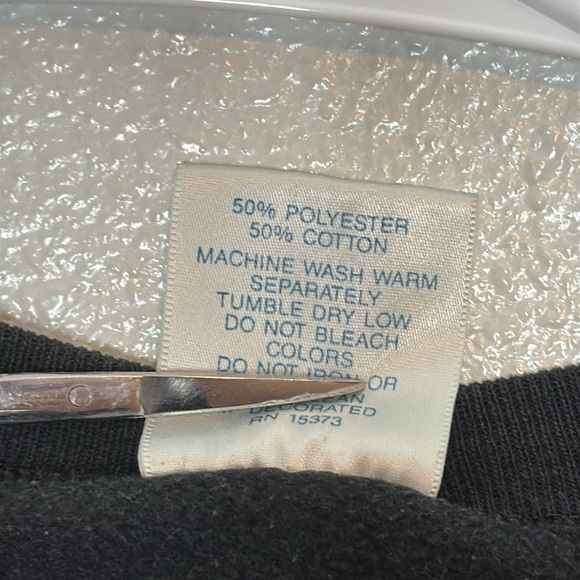 50% POLYESTER
50% COTTON
MACHINE WASH WARM
SEPARATELY
TUMBLE DRY LOW
DO NOT BLEACH
COLORS
DO NOT IRON OR
DECORATED
RN 15373